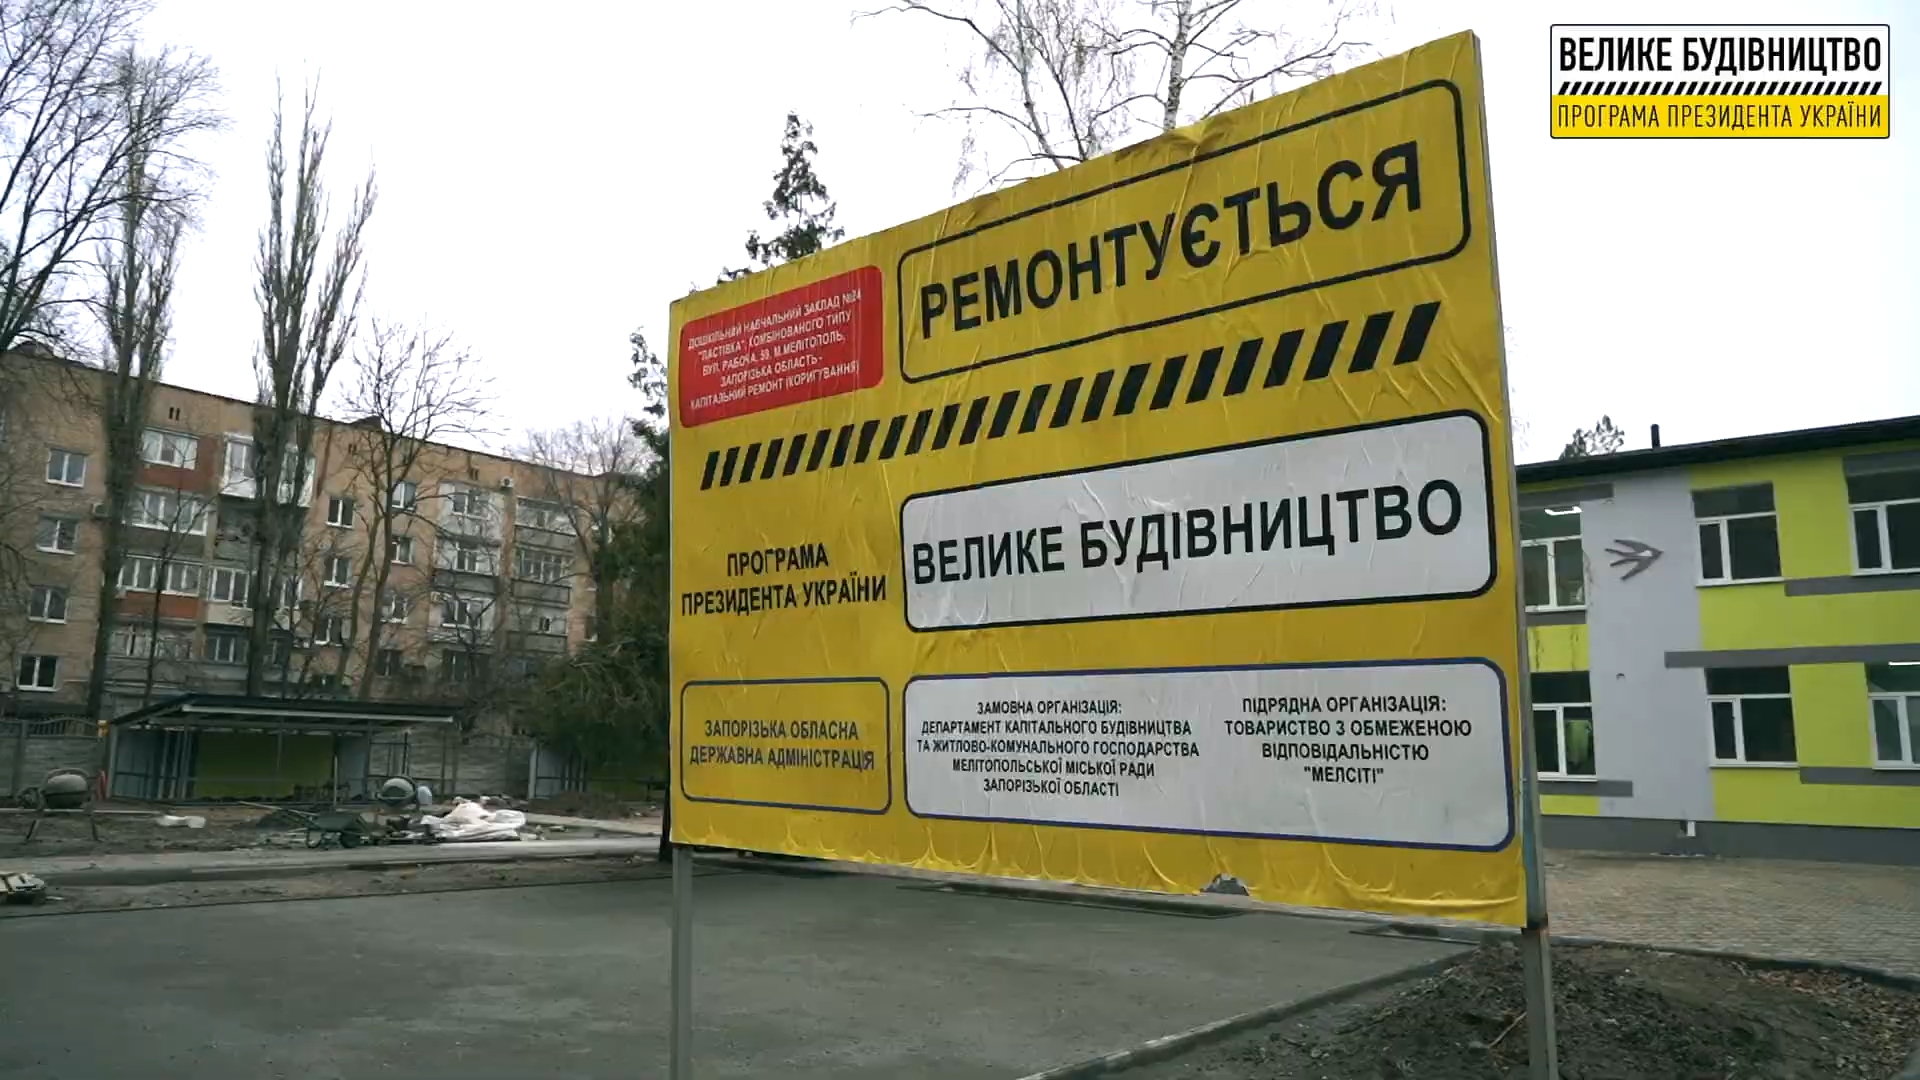 ВЕЛИКЕ БУДІВНИЦТВО
ПРОГРАМА ПРЕЗИДЕНТА УКРАЇНИ
РЕМОНТУЄТЬСЯ
ДОШКІЛЬНИЙ НАВЧАЛЬНИЙ ЗАКЛАД №24
"ЛАСТІВКА", КОМБІНОВАНОГО ТИПУ
ВУЛ. РАБОЧА, 39, М.МЕЛІТОПОЛЬ,
ЗАПОРІЗЬКА ОБЛАСТЬ -
КАПІТАЛЬНИЙ РЕМОНТ (КОРИГУВАННЯ)
ПРОГРАМА
ПРЕЗИДЕНТА УКРАЇНИ
ВЕЛИКЕ БУДІВНИЦТВО
ЗАПОРІЗЬКА ОБЛАСНА
ДЕРЖАВНА АДМІНІСТРАЦІЯ
ЗАМОВНА ОРГАНІЗАЦІЯ:
ДЕПАРТАМЕНТ КАПІТАЛЬНОГО БУДІВНИЦТВА
ТА ЖИТЛОВО-КОМУНАЛЬНОГО ГОСПОДАРСТВА
МЕЛІТОПОЛЬСЬКОЇ МІСЬКОЇ РАДИ
ЗАПОРІЗЬКОЇ ОБЛАСТІ
ПІДРЯДНА ОРГАНІЗАЦІЯ:
ТОВАРИСТВО З ОБМЕЖЕНОЮ
ВІДПОВІДАЛЬНІСТЮ
"МЕЛСІТІ"